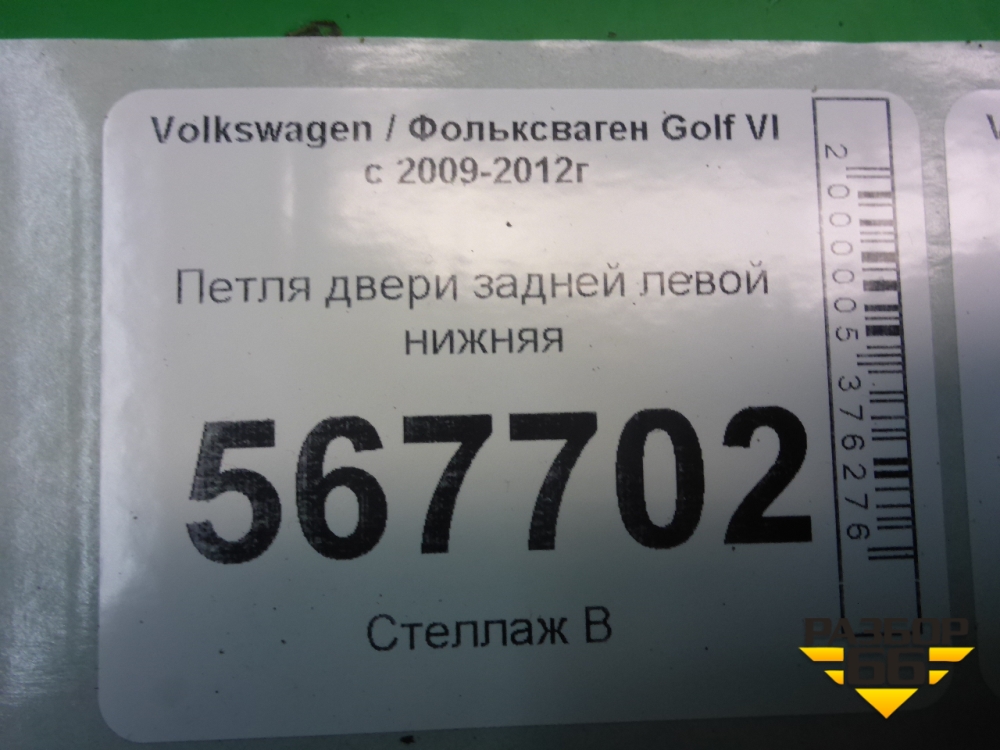 Volkswagen / Фольксваген Golf VI
с 2009-2012г
Петля двери задней левой
нижняя
567702
Стеллаж В
2000005376276
РАЗБОР
66